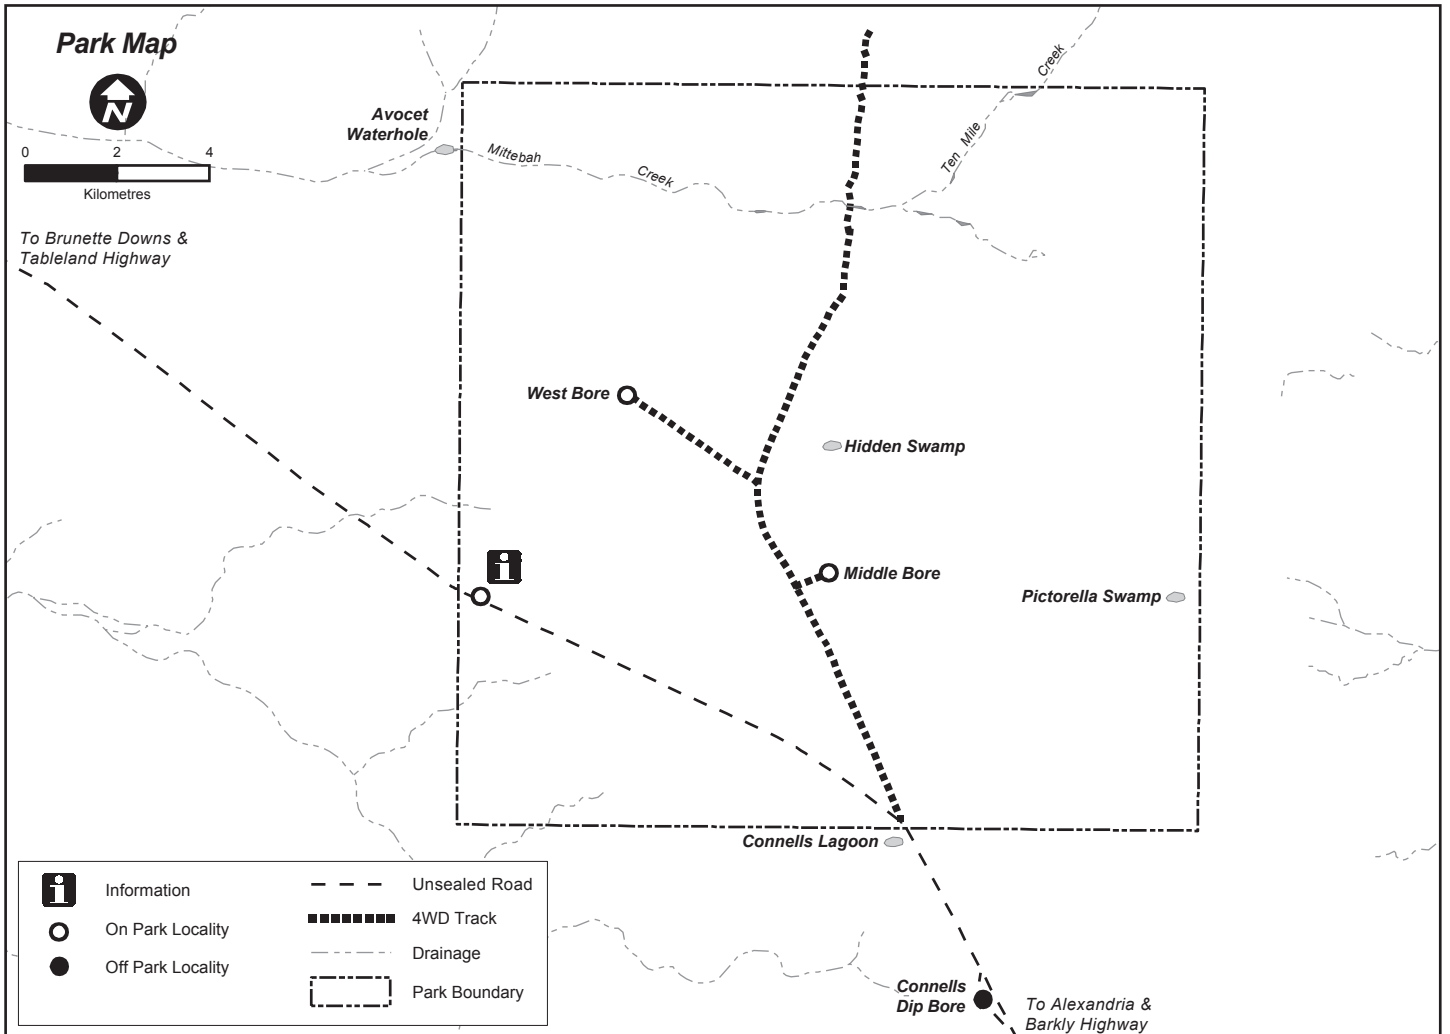 Park Map
N
0 2 4
Kilometres
Avocet
Waterhole
Mittebah
Creek
Ten Mile
Creek
To Brunette Downs &
Tableland Highway
West Bore
Hidden Swamp
i
Middle Bore
Pictorella Swamp
Connells Lagoon
i Information
On Park Locality
Off Park Locality
Unsealed Road
4WD Track
Drainage
Park Boundary
Connells
Dip Bore
To Alexandria &
Barkly Highway